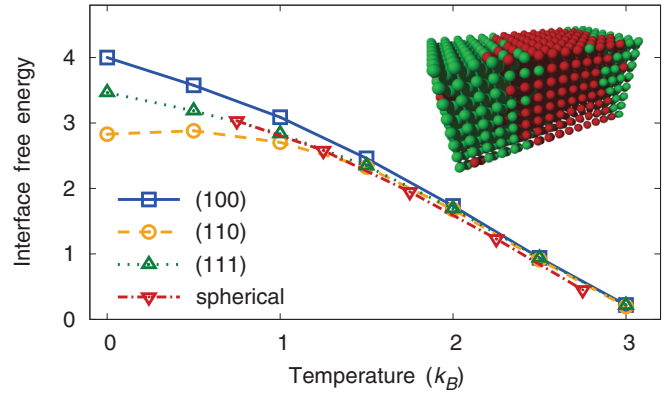 Interface free energy
4
3
2
1
0
(100)
(110)
(111)
spherical
0 1 2 3
Temperature (k_B)